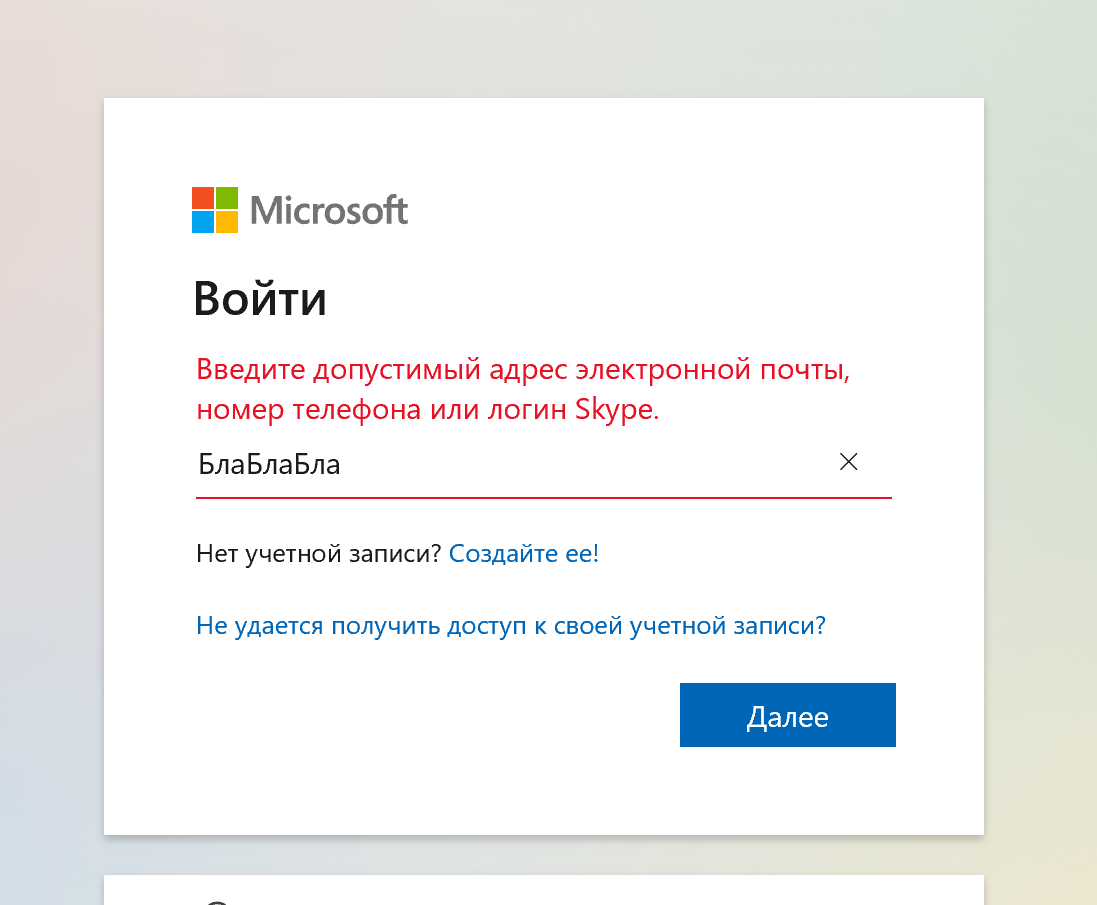 Microsoft
Войти
Введите допустимый адрес электронной почты,
номер телефона или логин Skype.
БлаБлаБла
Нет учетной записи? Создайте ее!
Не удается получить доступ к своей учетной записи?
Далее